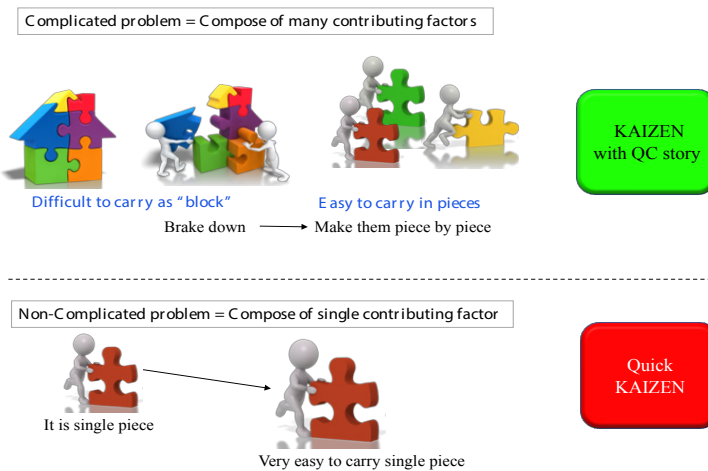 Complicated problem = Compose of many contributing factors
Difficult to carry as “block”
Easy to carry in pieces
Brake down
Make them piece by piece
KAIZEN
with QC story
Non-Complicated problem = Compose of single contributing factor
It is single piece
Very easy to carry single piece
Quick
KAIZEN